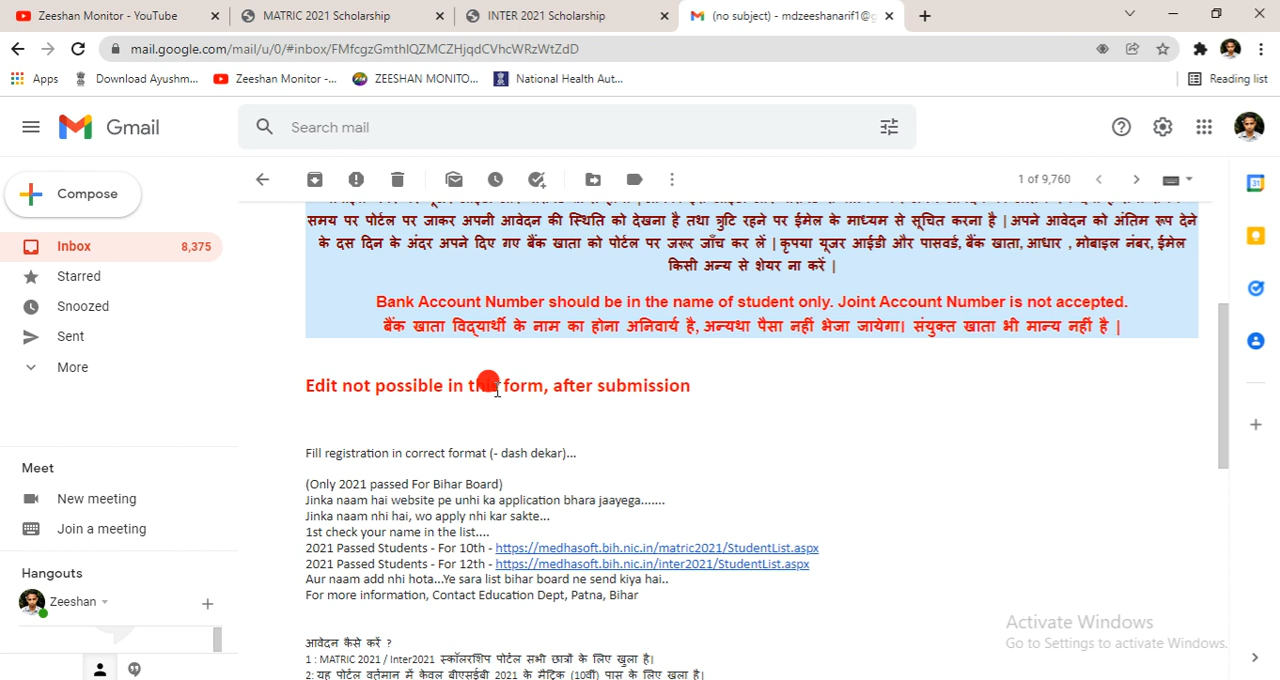 Zeeshan Monitor - YouTube
MATRIC 2021 Scholarship
INTER 2021 Scholarship
(no subject) - mdzeeshanarif1@g
mail.google.com/mail/u/0/#inbox/FMfcgzGmthlQZMCZHjqdCVhcWRzWtZdD
Apps
Download Ayushm...
Zeeshan Monitor -...
ZEESHAN MONITO...
National Health Aut...
Reading list
Gmail
Search mail
Compose
1 of 9,760
Inbox 8,375
Starred
Snoozed
Sent
More
समय पर पोर्टल पर जाकर अपनी आवेदन की स्थिति को देखना है तथा त्रुटि रहने पर ईमेल के माध्यम से सूचित करना है | अपने आवेदन को अंतिम रूप देने
के दस दिन के अंदर अपने दिए गए बैंक खाता को पोर्टल पर जरूर जाँच कर लें | कृपया यूजर आईडी और पासवर्ड, बैंक खाता, आधार , मोबाइल नंबर, ईमेल
किसी अन्य से शेयर ना करें |
Bank Account Number should be in the name of student only. Joint Account Number is not accepted.
बैंक खाता विद्यार्थी के नाम का होना अनिवार्य है, अन्यथा पैसा नहीं भेजा जायेगा। संयुक्त खाता भी मान्य नहीं है |
Edit not possible in this form, after submission
Fill registration in correct format (- dash dekar)...
(Only 2021 passed For Bihar Board)
Jinka naam hai website pe unhi ka application bhara jaayega.......
Jinka naam nhi hai, wo apply nhi kar sakte...
1st check your name in the list....
2021 Passed Students - For 10th - https://medhasoft.bih.nic.in/matric2021/StudentList.aspx
2021 Passed Students - For 12th - https://medhasoft.bih.nic.in/inter2021/StudentList.aspx
Aur naam add nhi hota...Ye sara list bihar board ne send kiya hai..
For more information, Contact Education Dept, Patna, Bihar
आवेदन कैसे करें ?
1 : MATRIC 2021 / Inter2021 स्कॉलरशिप पोर्टल सभी छात्रों के लिए खुला है।
2: यह पोर्टल वर्तमान में केवल बीएसईबी 2021 के मैट्रिक (10वीं) पास के लिए खुला है।
Meet
New meeting
Join a meeting
Hangouts
Zeeshan
31
Activate Windows
Go to Settings to activate Windows.